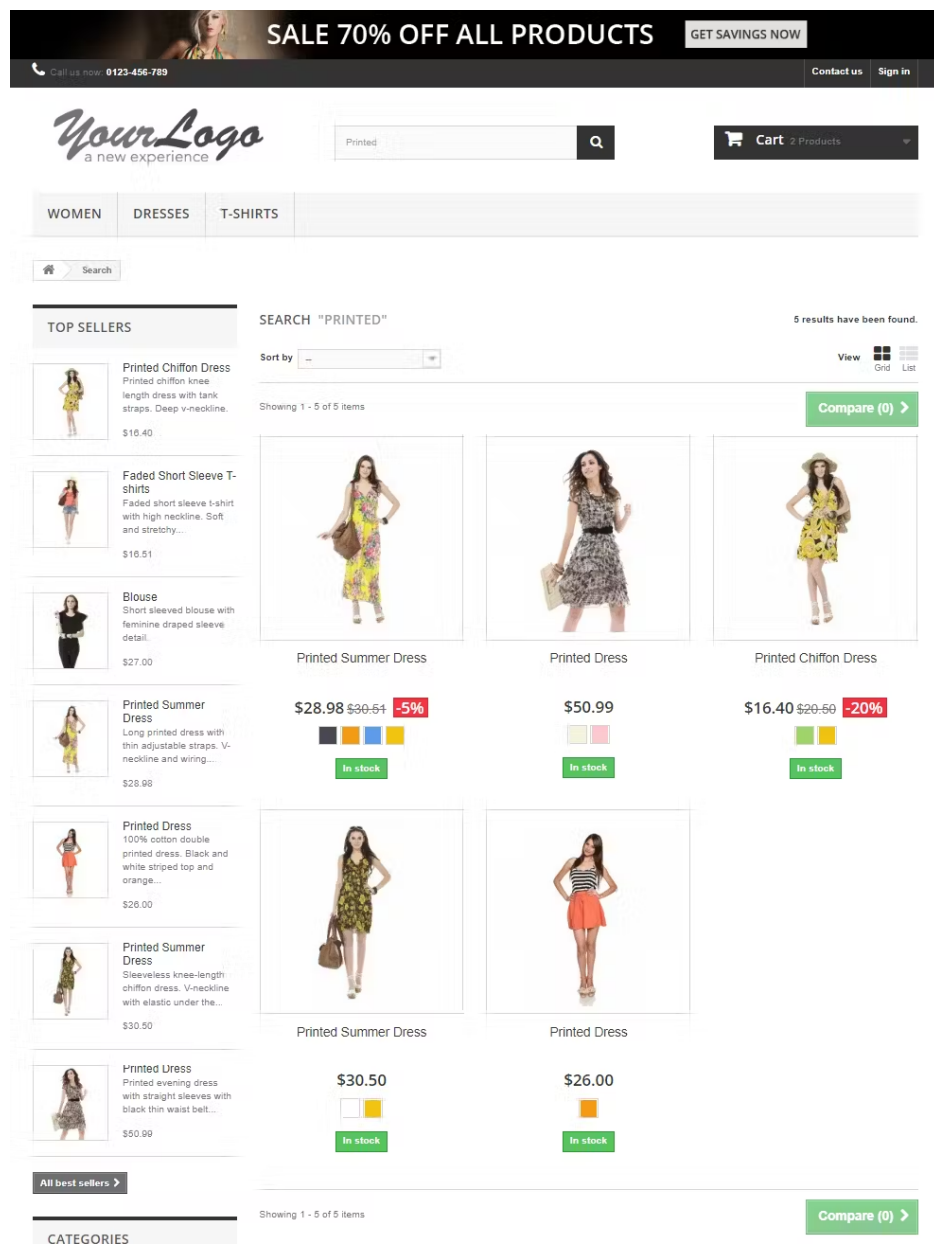 SALE 70% OFF ALL PRODUCTS GET SAVINGS NOW
Call us now: 0123-456-789
Contact us Sign in
YourLogo
a new experience
Printed
Cart 2 Products
WOMEN DRESSES T-SHIRTS
Search
TOP SELLERS
Printed Chiffon Dress
Printed chiffon knee
length dress with tank
straps. Deep v-neckline.
$16.40
Faded Short Sleeve T-
shirts
Faded short sleeve t-shirt
with high neckline. Soft
and stretchy...
$16.51
Blouse
Short sleeved blouse with
feminine draped sleeve
detail.
$27.00
Printed Summer
Dress
Long printed dress with
thin adjustable straps. V-
neckline and wiring...
$28.98
Printed Dress
100% cotton double
printed dress. Black and
white striped top and
orange...
$26.00
Printed Summer
Dress
Sleeveless knee-length
chiffon dress. V-neckline
with elastic under the...
$30.50
Printed Dress
Printed evening dress
with straight sleeves with
black thin waist belt...
$50.99
All best sellers
CATEGORIES
SEARCH "PRINTED"
5 results have been found.
Sort by --
View Grid List
Showing 1 - 5 of 5 items
Compare (0)
Printed Summer Dress
$28.98 $30.51 -5%
In stock
Printed Dress
$50.99
In stock
Printed Chiffon Dress
$16.40 $20.50 -20%
In stock
Printed Summer Dress
$30.50
In stock
Printed Dress
$26.00
In stock
Showing 1 - 5 of 5 items
Compare (0)